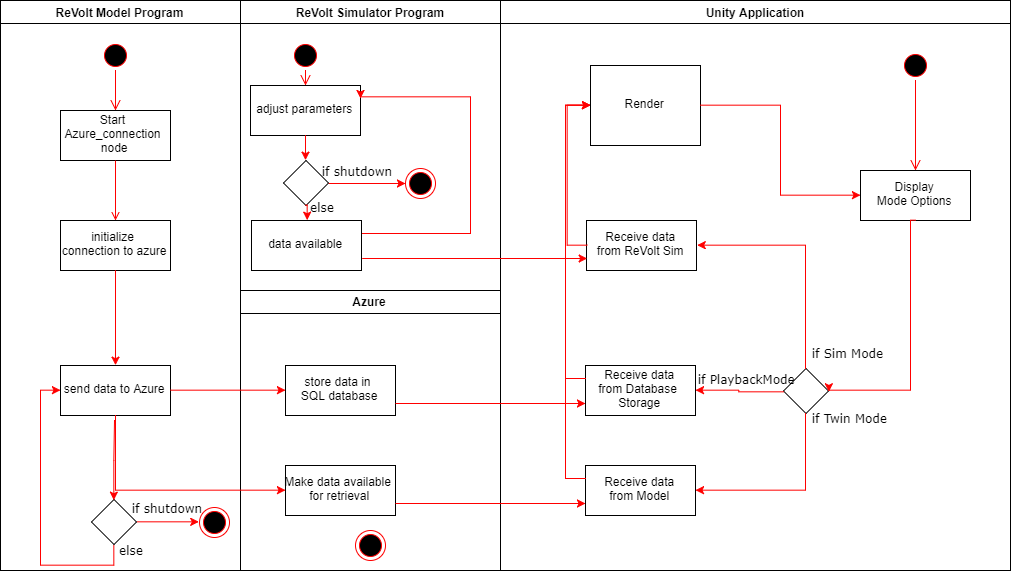 ReVolt Model Program
ReVolt Simulator Program
Unity Application
Start
Azure_connection
node
initialize
connection to azure
send data to Azure
if shutdown
else
adjust parameters
if shutdown
else
data available
Azure
store data in
SQL database
Make data available
for retrieval
Render
Display
Mode Options
Receive data
from ReVolt Sim
if Sim Mode
Receive data
from Database
Storage
if PlaybackMode
if Twin Mode
Receive data
from Model